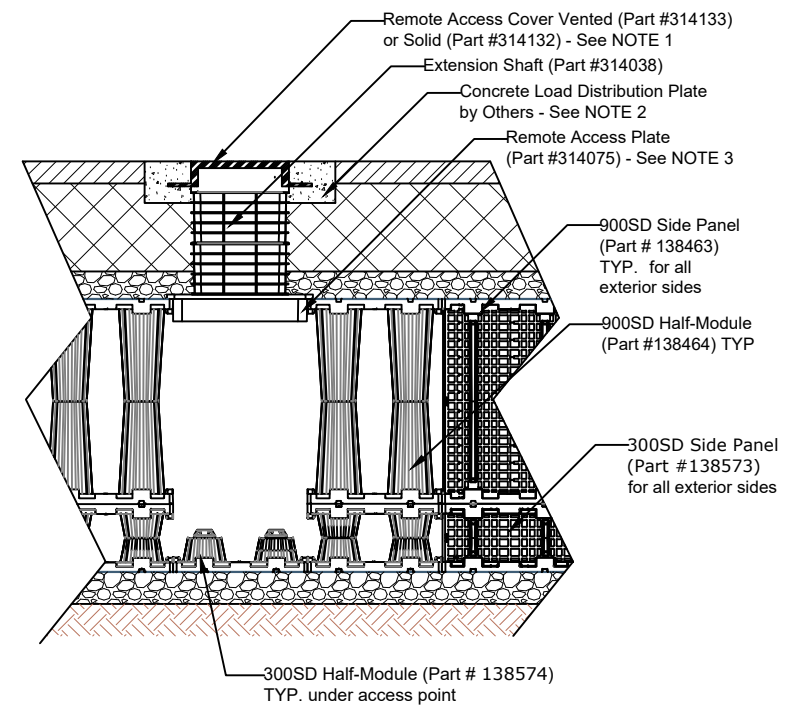 Remote Access Cover Vented (Part #314133)
or Solid (Part #314132) - See NOTE 1
Extension Shaft (Part #314038)
Concrete Load Distribution Plate
by Others - See NOTE 2
Remote Access Plate
(Part #314075) - See NOTE 3
900SD Side Panel
(Part # 138463)
TYP. for all
exterior sides
900SD Half-Module
(Part #138464) TYP
300SD Side Panel
(Part #138573)
for all exterior sides
300SD Half-Module (Part # 138574)
TYP. under access point